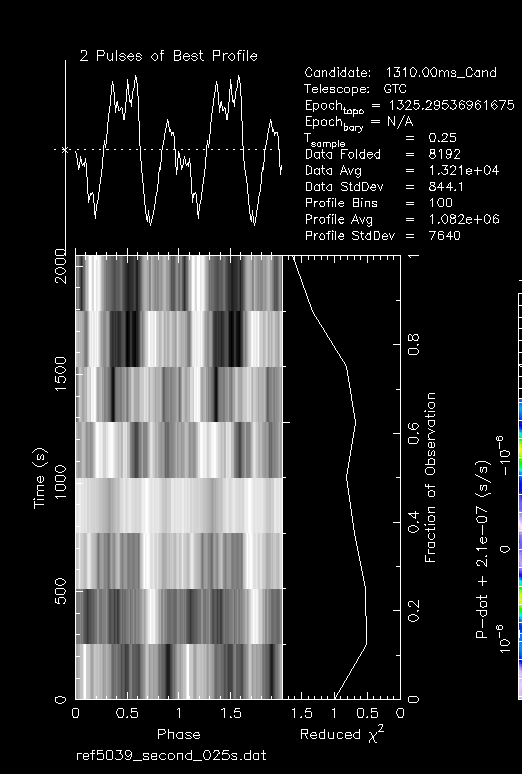 2 Pulses of Best Profile
Candidate: 1310.00ms_Cand
Telescope: GTC
Epoch_topo = 1325.29536961675
Epoch_bary = N/A
T_sample = 0.25
Data Folded = 8192
Data Avg = 1.321e+04
Data StdDev = 844.1
Profile Bins = 100
Profile Avg = 1.082e+06
Profile StdDev = 7640
0 500 1000 1500 2000
Time (s)
0 0.5 1 1.5
Phase
1.5 1 0.5 0
Reduced χ²
0 0.2 0.4 0.6 0.8 1
Fraction of Observation
10⁻⁶ 0 −10⁻⁶
P-dot + 2.1e-07 (s/s)
ref5039_second_025s.dat